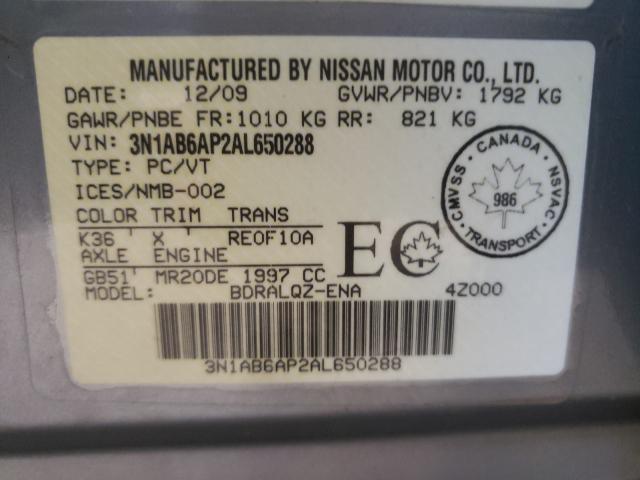 MANUFACTURED BY NISSAN MOTOR CO., LTD.
DATE: 12/09 GVWR/PNBV: 1792 KG
GAWR/PNBE FR: 1010 KG RR: 821 KG
VIN: 3N1AB6AP2AL650288
TYPE: PC/VT
ICES/NMB-002
COLOR TRIM TRANS
K36 ' X ' RE0F10A
AXLE ENGINE
GB51' MR20DE 1997 CC
MODEL: BDRALQZ-ENA 4Z000
EC
CMVSS • CANADA • NSVAC
986
TRANSPORT
3N1AB6AP2AL650288